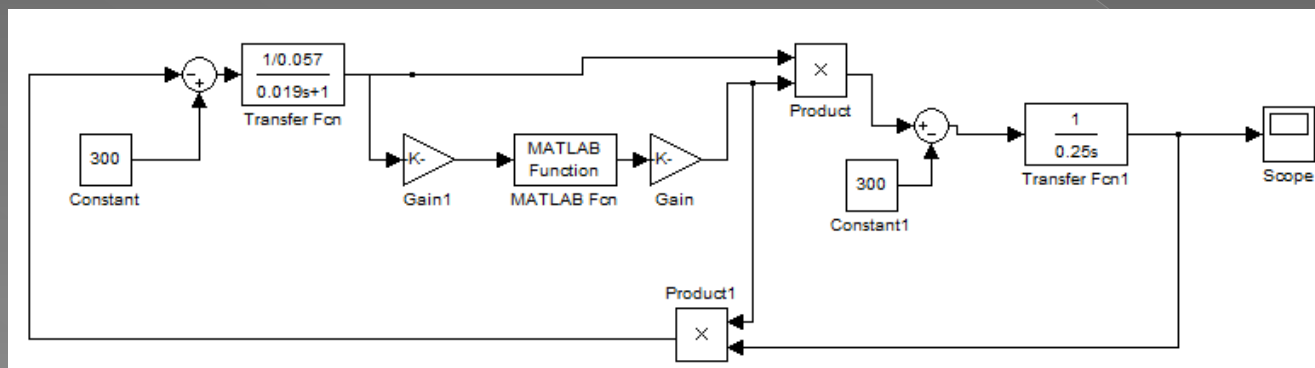 1/0.057
0.019s+1
Transfer Fcn
300
Constant
-K-
Gain1
MATLAB
Function
MATLAB Fcn
-K-
Gain
×
Product
300
Constant1
1
0.25s
Transfer Fcn1
Scope
Product1
×